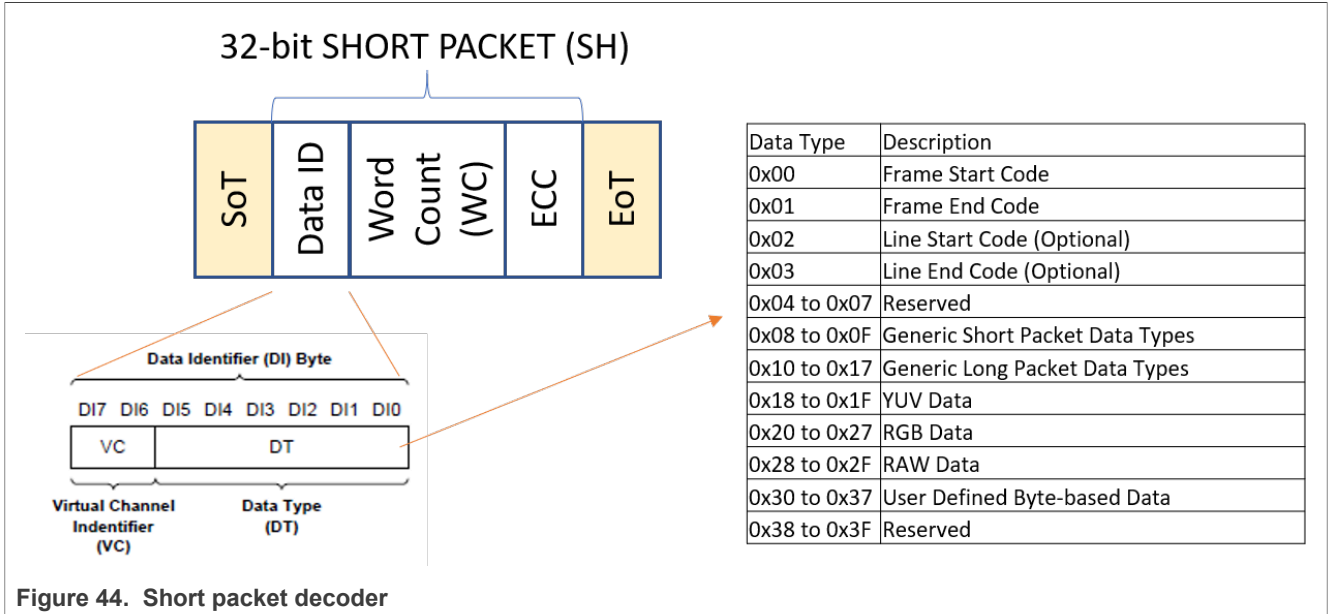 32-bit SHORT PACKET (SH)
SoT
Data ID
Word
Count
(WC)
ECC
EoT
Data Identifier (DI) Byte
DI7 DI6 DI5 DI4 DI3 DI2 DI1 DI0
VC DT
Virtual Channel
Indentifier
(VC)
Data Type
(DT)
Data Type Description
0x00 Frame Start Code
0x01 Frame End Code
0x02 Line Start Code (Optional)
0x03 Line End Code (Optional)
0x04 to 0x07 Reserved
0x08 to 0x0F Generic Short Packet Data Types
0x10 to 0x17 Generic Long Packet Data Types
0x18 to 0x1F YUV Data
0x20 to 0x27 RGB Data
0x28 to 0x2F RAW Data
0x30 to 0x37 User Defined Byte-based Data
0x38 to 0x3F Reserved
Figure 44. Short packet decoder